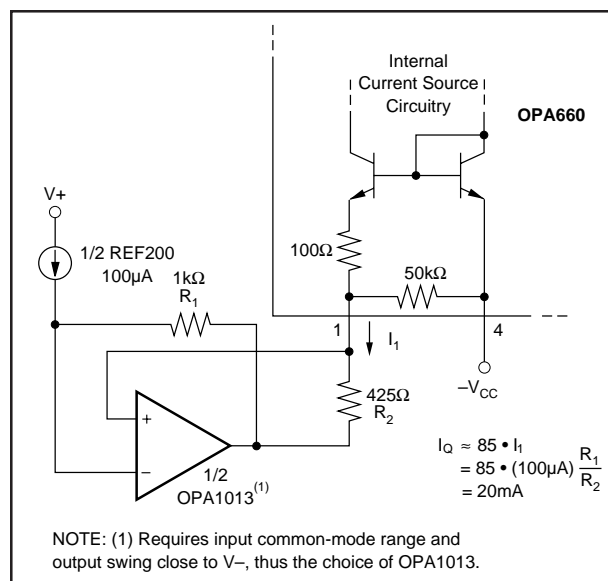 Internal
Current Source
Circuitry
OPA660
V+
1/2 REF200
100µA
1kΩ
R1
100Ω
50kΩ
1
I1
4
–VCC
425Ω
R2
+
–
1/2
OPA1013(1)
IQ ≈ 85 • I1
= 85 • (100µA) R1/R2
= 20mA
NOTE: (1) Requires input common-mode range and
output swing close to V–, thus the choice of OPA1013.